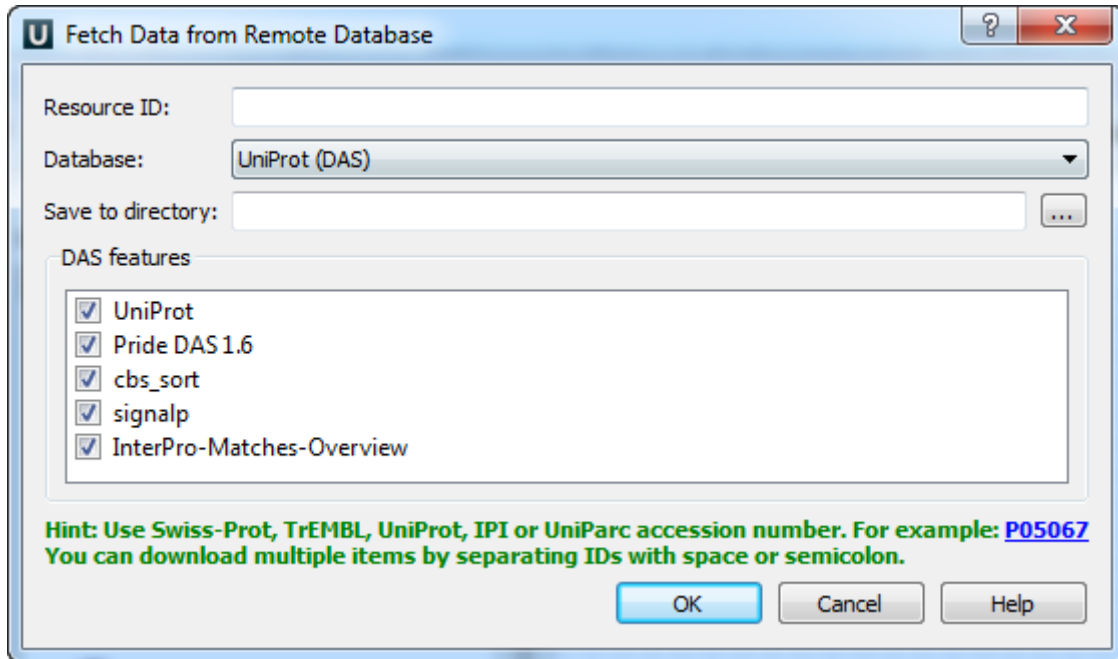 U Fetch Data from Remote Database ? X
Resource ID:
Database: UniProt (DAS)
Save to directory: ...
DAS features
UniProt
Pride DAS 1.6
cbs_sort
signalp
InterPro-Matches-Overview
Hint: Use Swiss-Prot, TrEMBL, UniProt, IPI or UniParc accession number. For example: P05067
You can download multiple items by separating IDs with space or semicolon.
OK Cancel Help